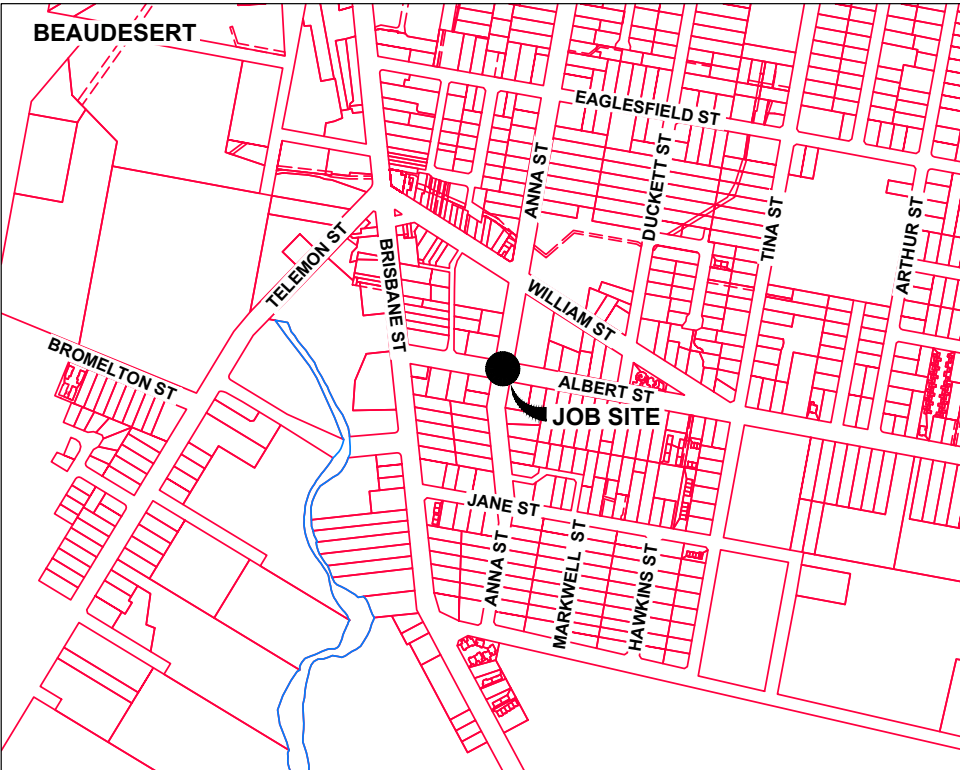 BEAUDESERT
EAGLESFIELD ST
ANNA ST
DUCKETT ST
TINA ST
ARTHUR ST
TELEMON ST
BRISBANE ST
WILLIAM ST
BROMELTON ST
ALBERT ST
JOB SITE
JANE ST
ANNA ST
MARKWELL ST
HAWKINS ST